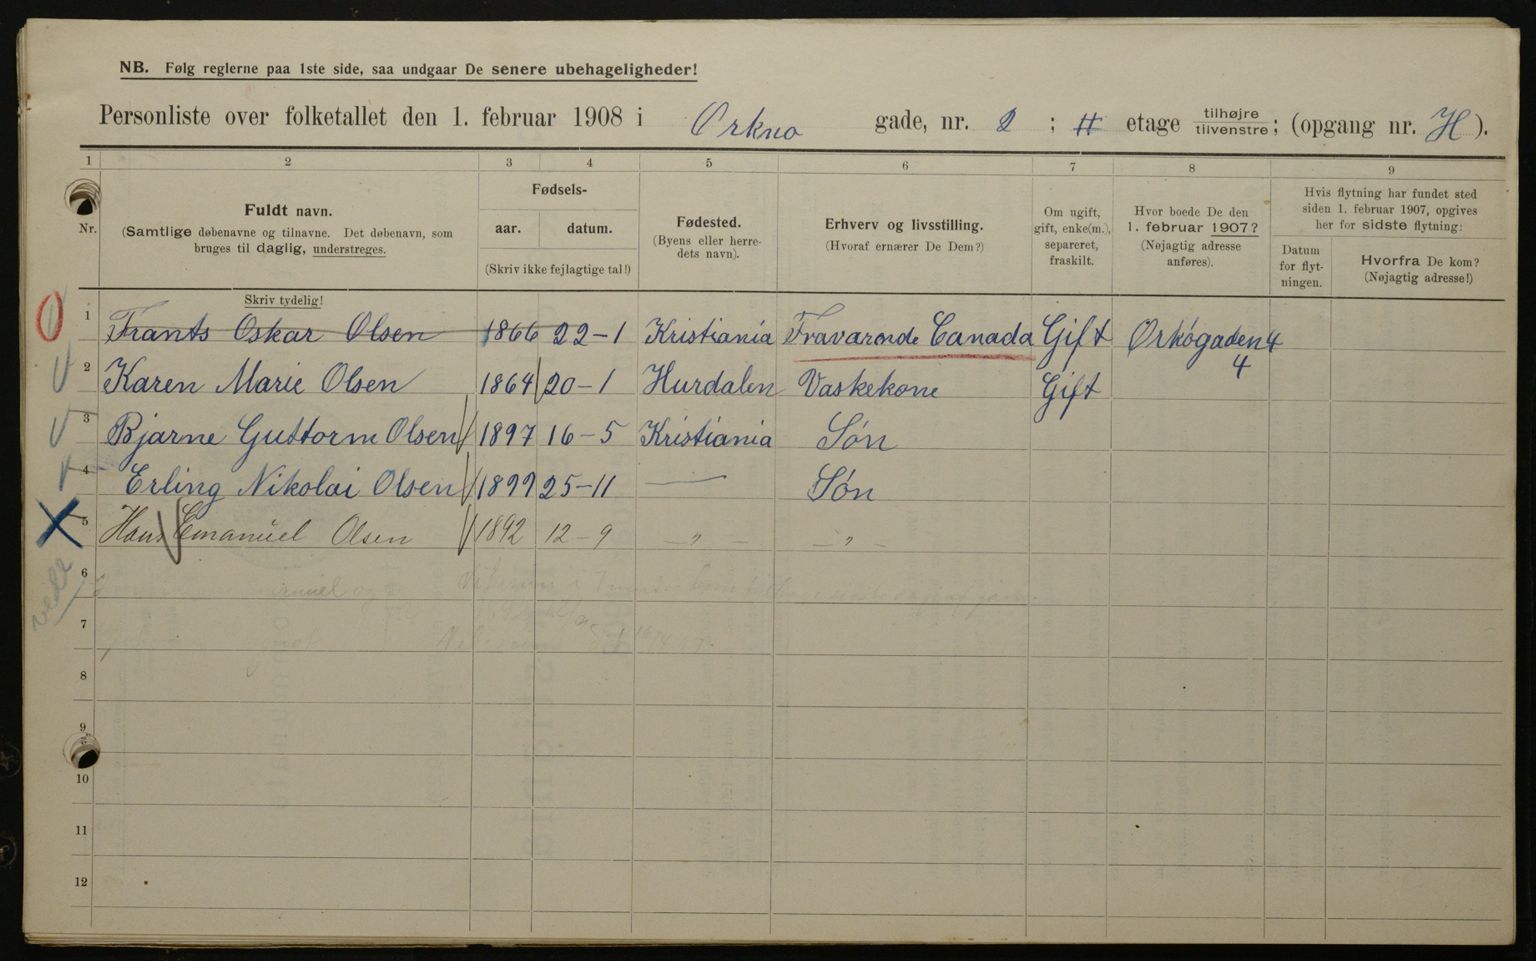 NB. Følg reglerne paa 1ste side, saa undgaar De senere ubehageligheder!
Personliste over folketallet den 1. februar 1908 i Orkno gade, nr. 2 ; # etage tilhøjre tilvenstre; (opgang nr. H ).
1 2 3 4 5 6 7 8 9
Nr.
Fuldt navn.
(Samtlige døbenavne og tilnavne. Det døbenavn, som
bruges til daglig, understreges.
Skriv tydelig!
Fødsels-
aar. datum.
(Skriv ikke fejlagtige tal!)
Fødested.
(Byens eller herre-
dets navn).
Erhverv og livsstilling.
(Hvoraf ernærer De Dem?)
Om ugift,
gift, enke(m.),
separeret,
fraskilt.
Hvor boede De den
1. februar 1907?
(Nøjagtig adresse
anføres).
Hvis flytning har fundet sted
siden 1. februar 1907, opgives
her for sidste flytning:
Datum
for flyt-
ningen.
Hvorfra De kom?
(Nøjagtig adresse!)
1 Frants Oskar Olsen 1866 22-1 Kristiania Fravarende Canada Gift Orkógaden 4
4
2 Karen Marie Olsen 1864 20-1 Hurdalen Vaskekone Gift
3 Bjarne Guttorm Olsen 1897 16-5 Kristiania Són
4 Erling Nikolai Olsen 1899 25-11 — Són
5 Hans Emanuel Olsen 1892 12-9 -"- -"-
6
7
8
9
10
11
12